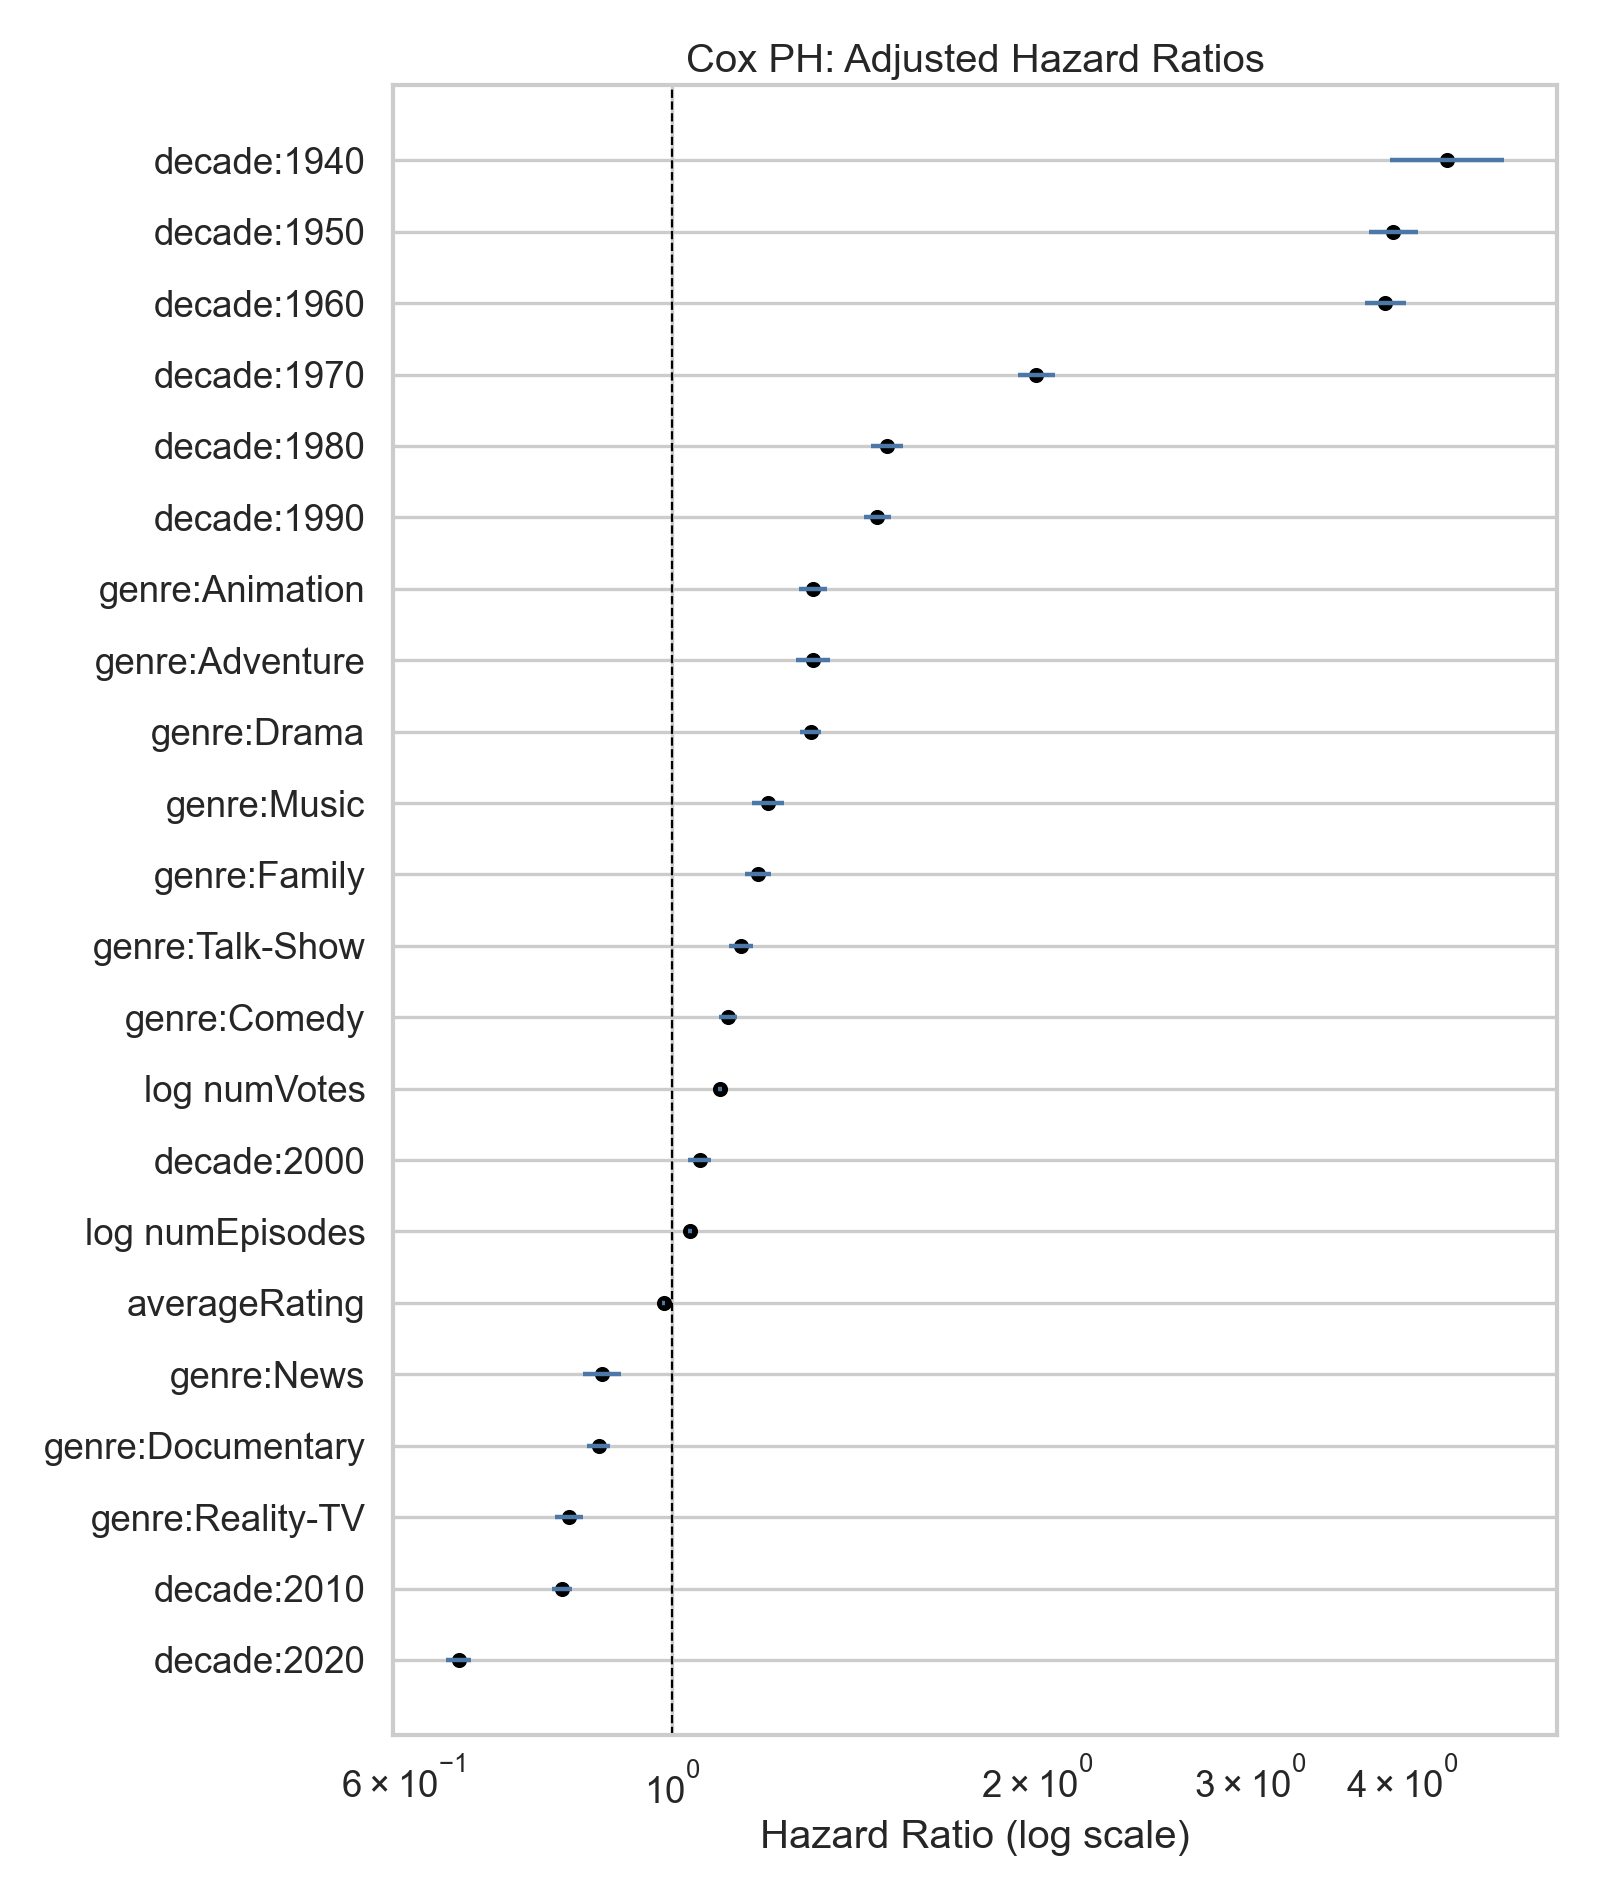 Cox PH: Adjusted Hazard Ratios
decade:1940
decade:1950
decade:1960
decade:1970
decade:1980
decade:1990
genre:Animation
genre:Adventure
genre:Drama
genre:Music
genre:Family
genre:Talk-Show
genre:Comedy
log numVotes
decade:2000
log numEpisodes
averageRating
genre:News
genre:Documentary
genre:Reality-TV
decade:2010
decade:2020
6 × 10⁻¹ 10⁰ 2 × 10⁰ 3 × 10⁰ 4 × 10⁰
Hazard Ratio (log scale)